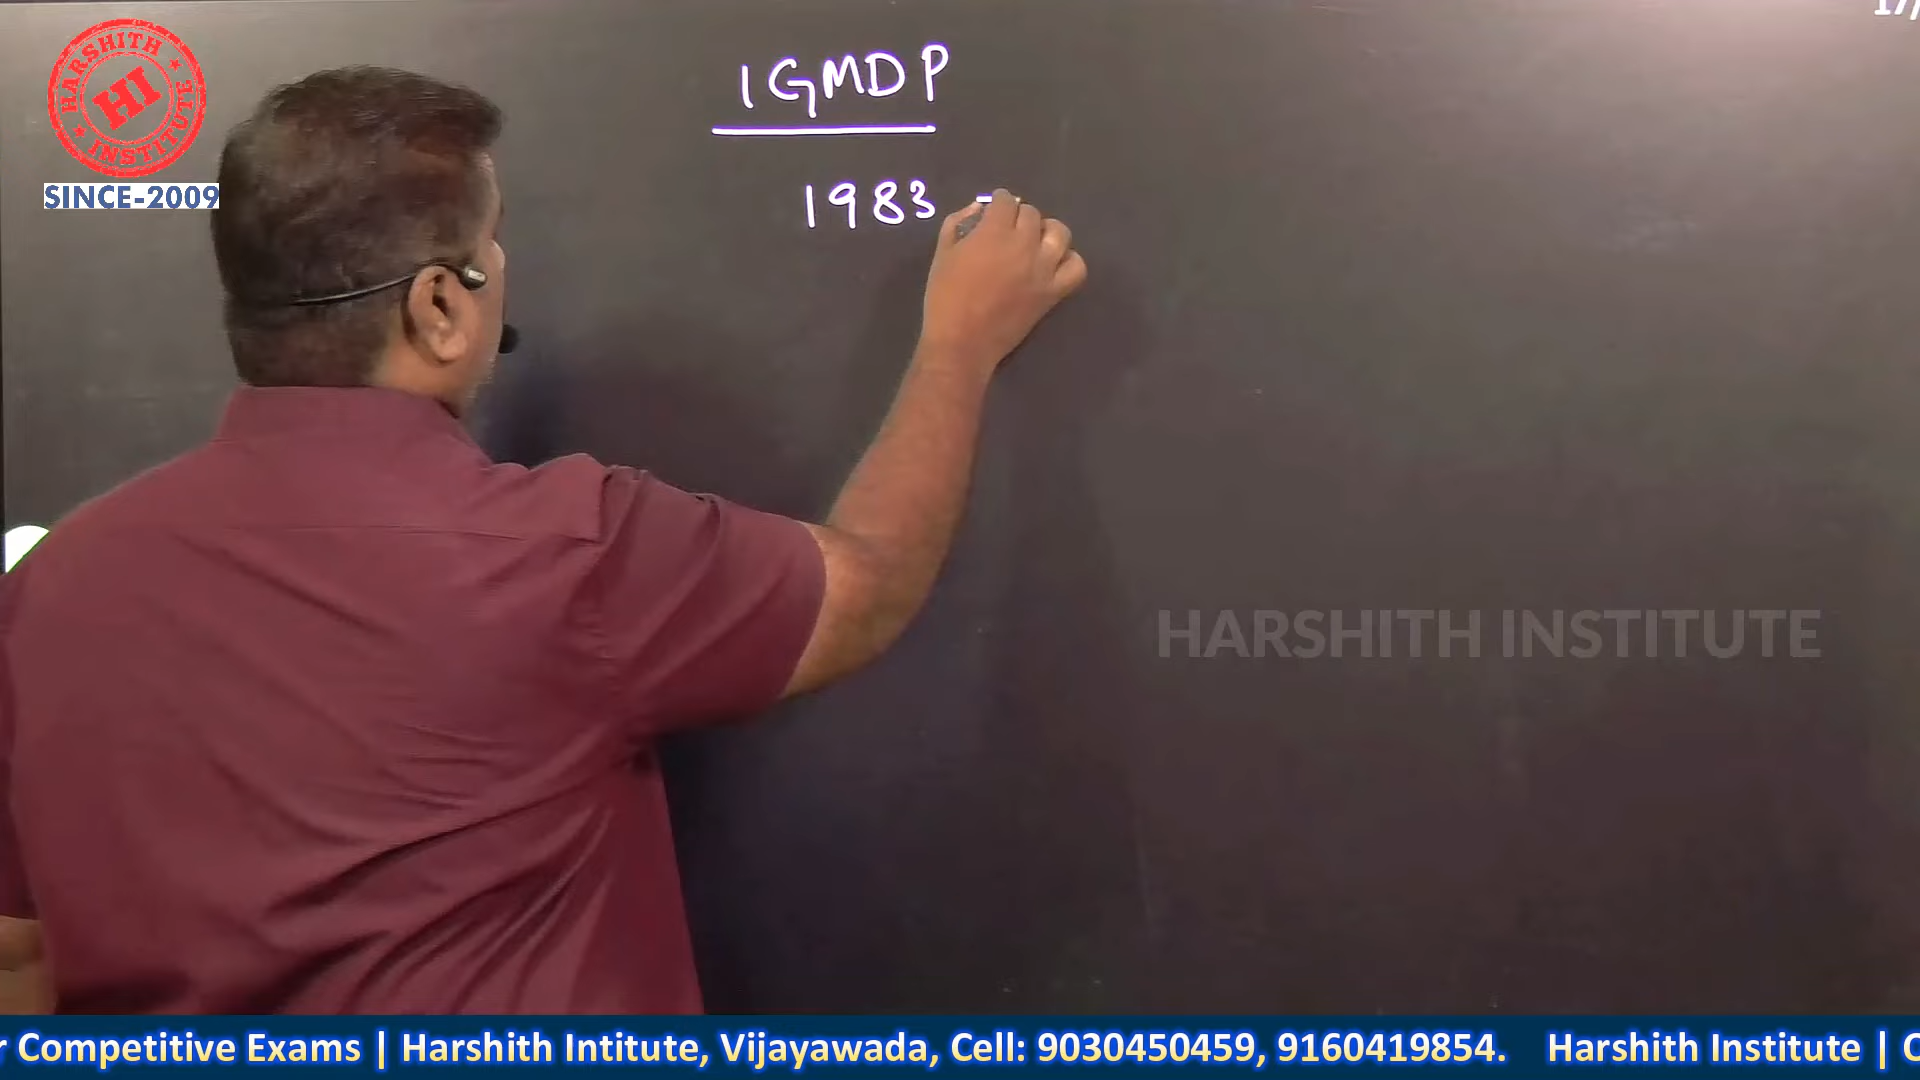 HARSHITH
HI
INSTITUTE
SINCE-2009
IGMDP
1983 -
17/
HARSHITH INSTITUTE
r Competitive Exams | Harshith Intitute, Vijayawada, Cell: 9030450459, 9160419854. Harshith Institute | C